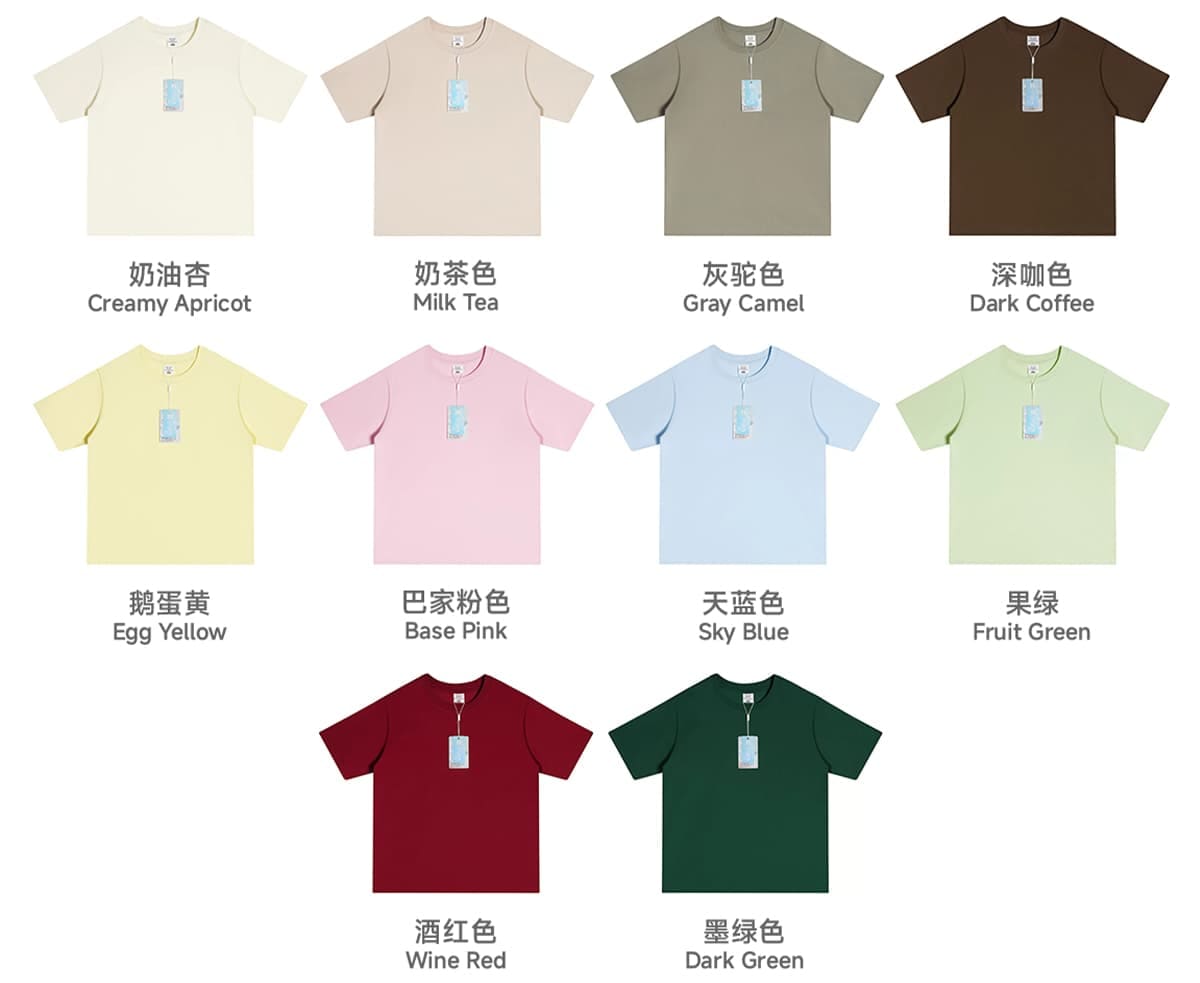 奶油杏
Creamy Apricot
奶茶色
Milk Tea
灰驼色
Gray Camel
深咖色
Dark Coffee
鹅蛋黄
Egg Yellow
巴家粉色
Base Pink
天蓝色
Sky Blue
果绿
Fruit Green
酒红色
Wine Red
墨绿色
Dark Green